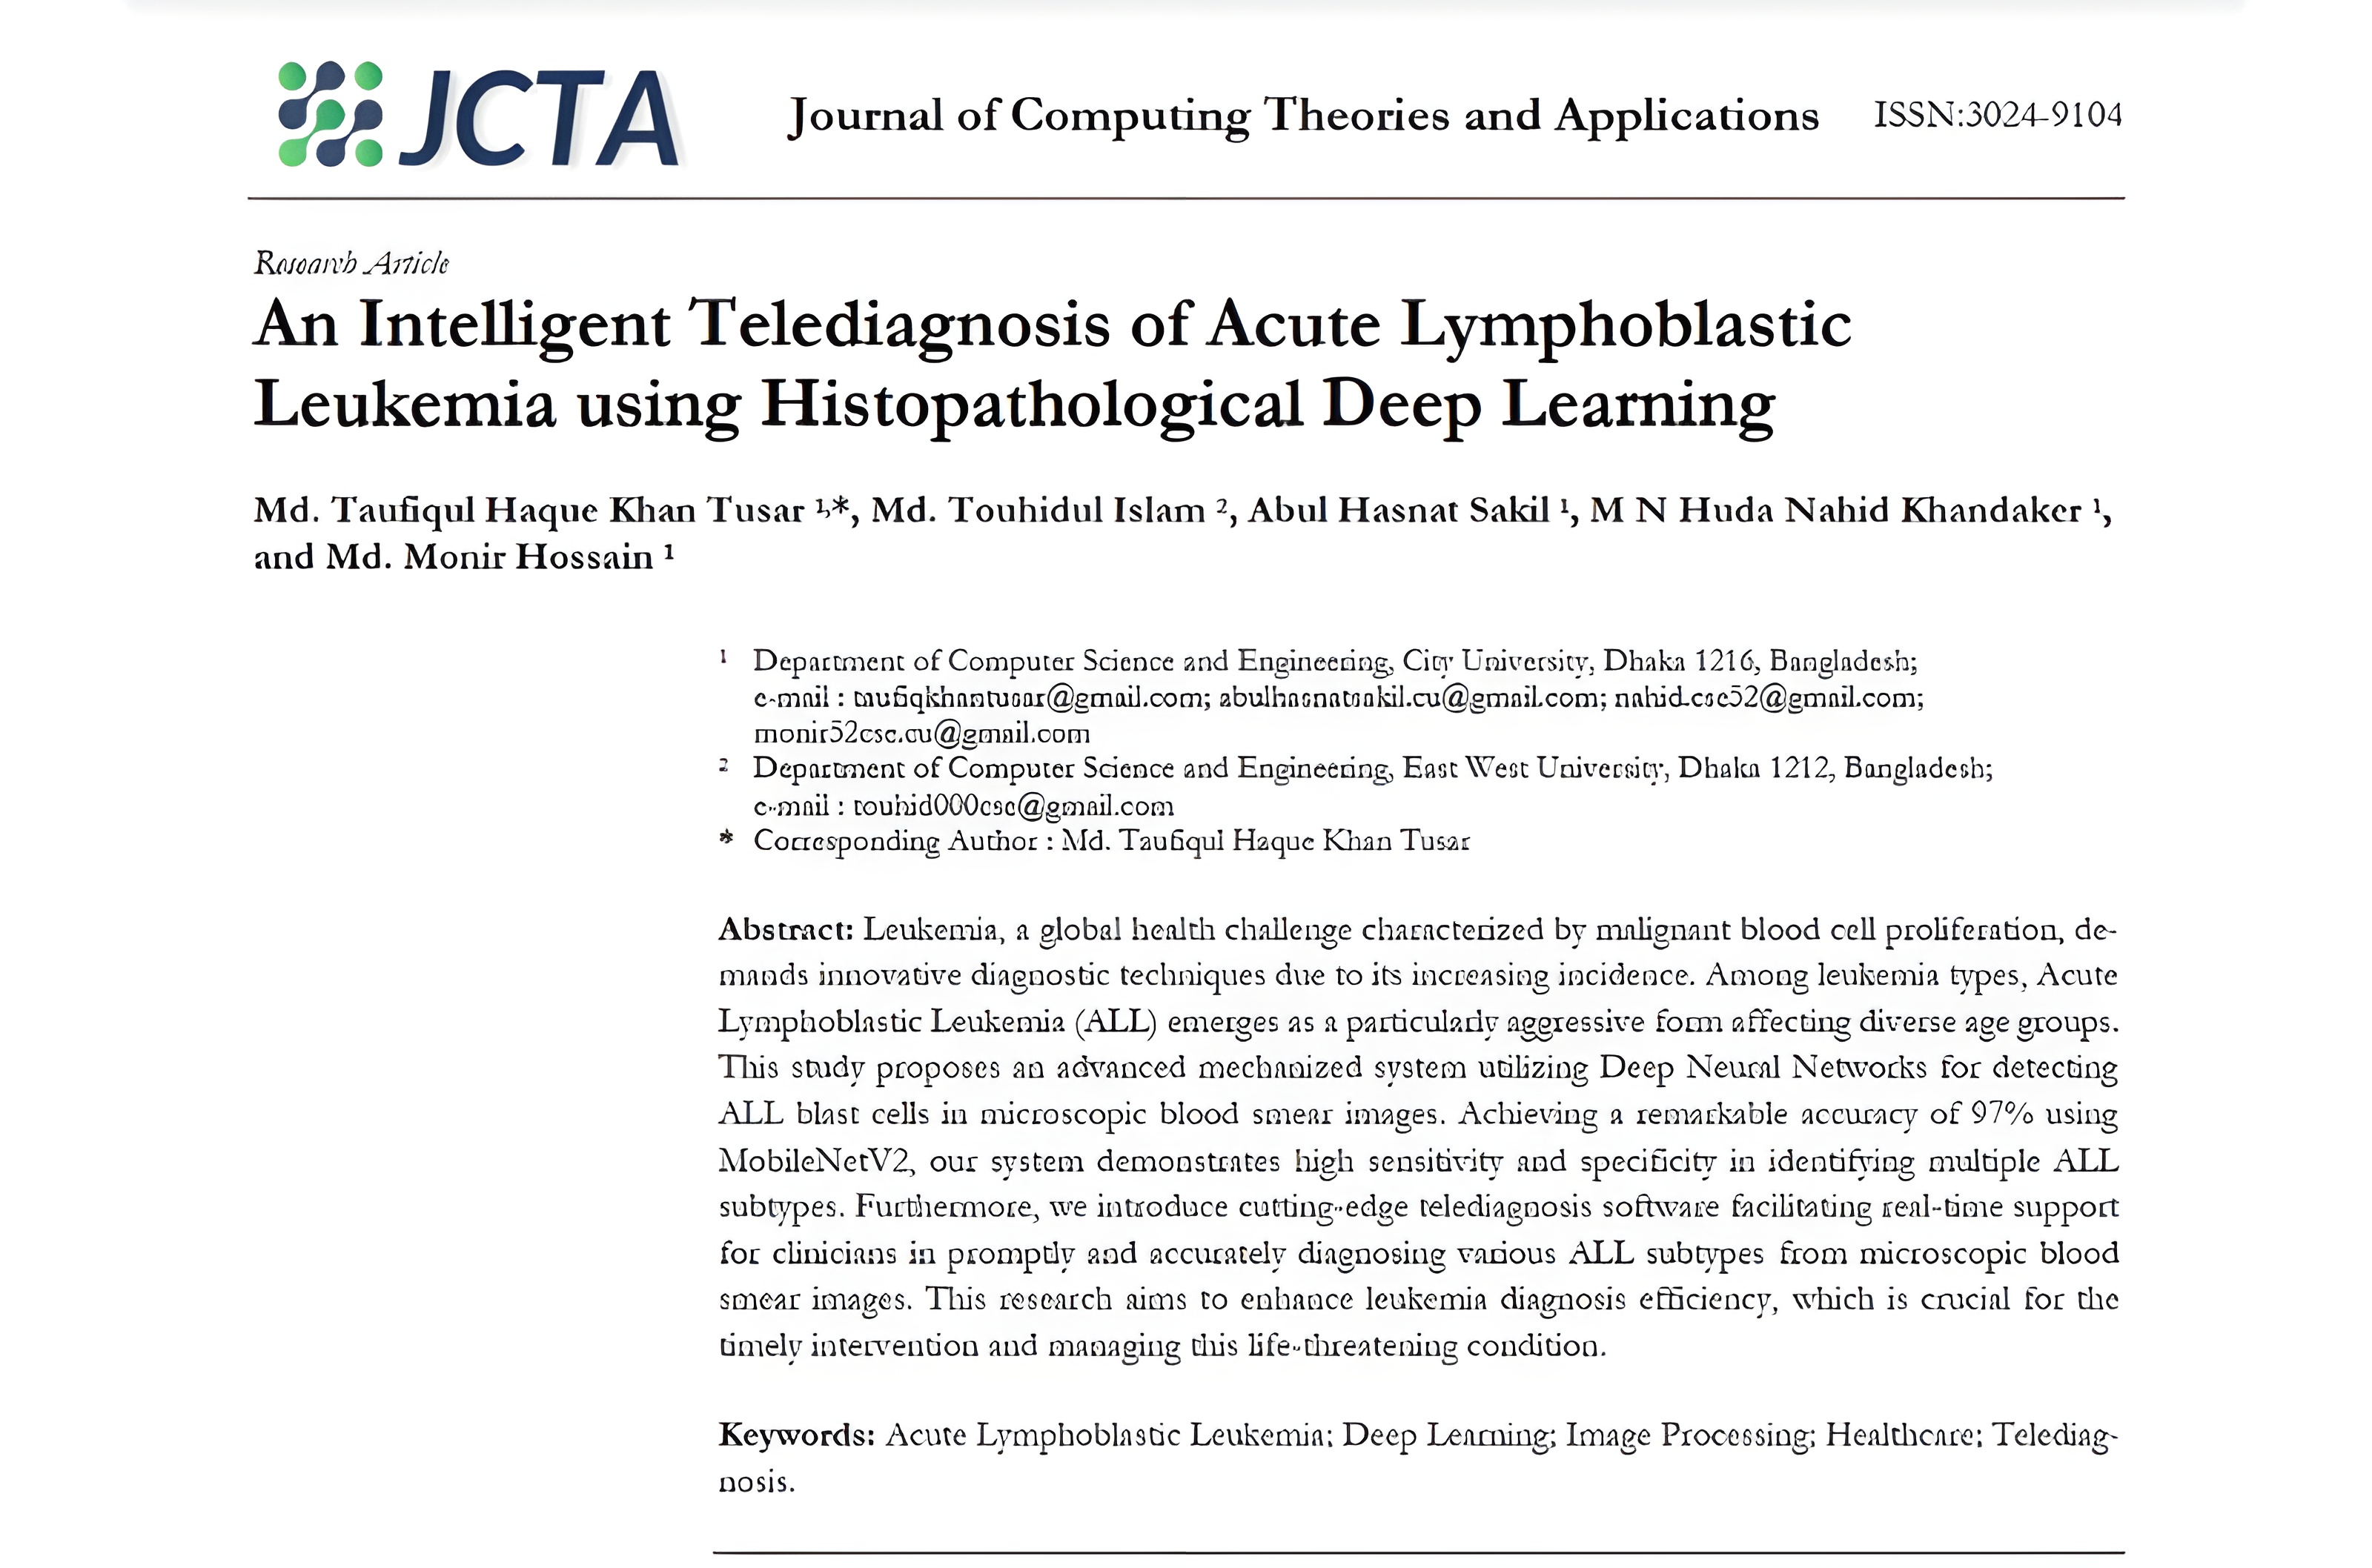 JCTA
Journal of Computing Theories and Applications
ISSN:3024-9104
Research Article
An Intelligent Telediagnosis of Acute Lymphoblastic
Leukemia using Histopathological Deep Learning
Md. Taufiqul Haque Khan Tusar 1,*, Md. Touhidul Islam 2, Abul Hasnat Sakil 1, M N Huda Nahid Khandaker 1,
and Md. Monir Hossain 1
1 Department of Computer Science and Engineering, City University, Dhaka 1216, Bangladesh;
e-mail : taufiqkhantusar@gmail.com; abulhasnatsakil.cu@gmail.com; nahid.cse52@gmail.com;
monir52cse.cu@gmail.com
2 Department of Computer Science and Engineering, East West University, Dhaka 1212, Bangladesh;
e-mail : touhid000cse@gmail.com
* Corresponding Author : Md. Taufiqul Haque Khan Tusar
Abstract: Leukemia, a global health challenge characterized by malignant blood cell proliferation, de-
mands innovative diagnostic techniques due to its increasing incidence. Among leukemia types, Acute
Lymphoblastic Leukemia (ALL) emerges as a particularly aggressive form affecting diverse age groups.
This study proposes an advanced mechanized system utilizing Deep Neural Networks for detecting
ALL blast cells in microscopic blood smear images. Achieving a remarkable accuracy of 97% using
MobileNetV2, our system demonstrates high sensitivity and specificity in identifying multiple ALL
subtypes. Furthermore, we introduce cutting-edge telediagnosis software facilitating real-time support
for clinicians in promptly and accurately diagnosing various ALL subtypes from microscopic blood
smear images. This research aims to enhance leukemia diagnosis efficiency, which is crucial for the
timely intervention and managing this life-threatening condition.
Keywords: Acute Lymphoblastic Leukemia; Deep Learning; Image Processing; Healthcare; Telediag-
nosis.